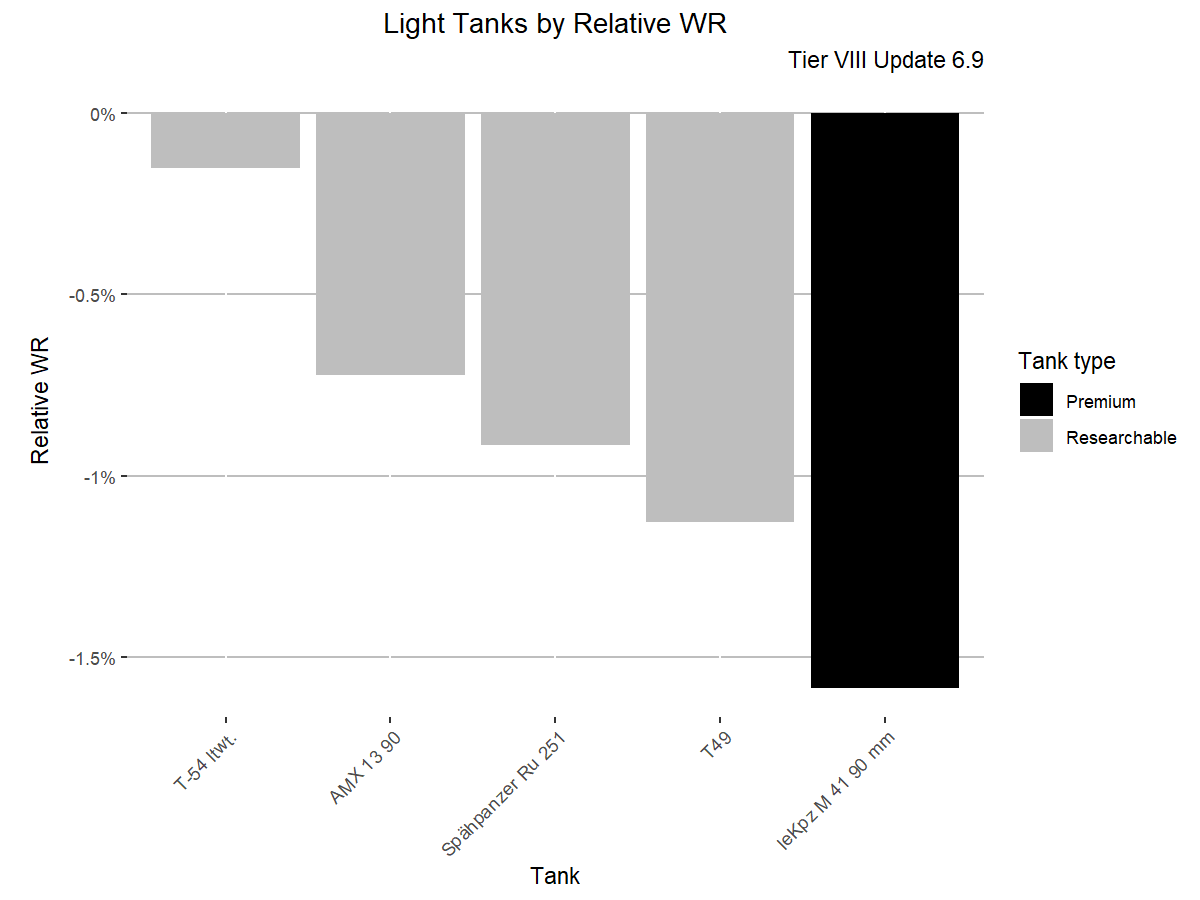 Light Tanks by Relative WR
Tier VIII Update 6.9
0%
-0.5%
-1%
-1.5%
Relative WR
T-54 ltwt.
AMX 13 90
Spähpanzer Ru 251
T49
leKpz M 41 90 mm
Tank
Tank type
Premium
Researchable